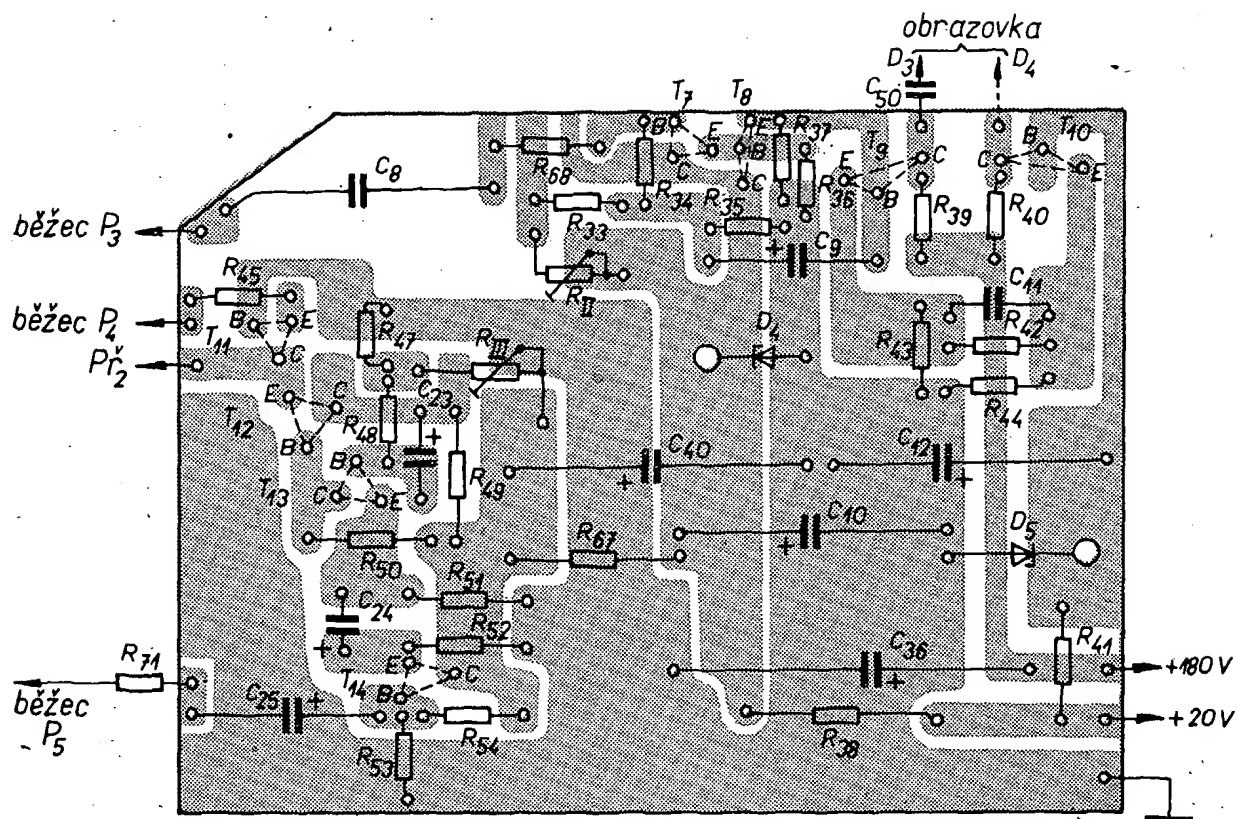 obrazovka
D3 D4
C50
T7 T8
B E C
E B C
R37
T9
E C B
T10
B C E
R68
C8
R34
R35
R36
R39
R40
R33
C9
RII
běžec P3
R45
C11
běžec P4
B E C
T11
R47
RIII
D4
R43
R42
Př2
E C B
T12
R48
C23
R44
+
R49
C40
+
C12
+
B C E
T13
C10
+
D5
R50
R67
R51
C24
+
R52
R41
R71
E C B
T14
C36
+
+180V
běžec P5
C25
+
R54
R38
+20V
R53